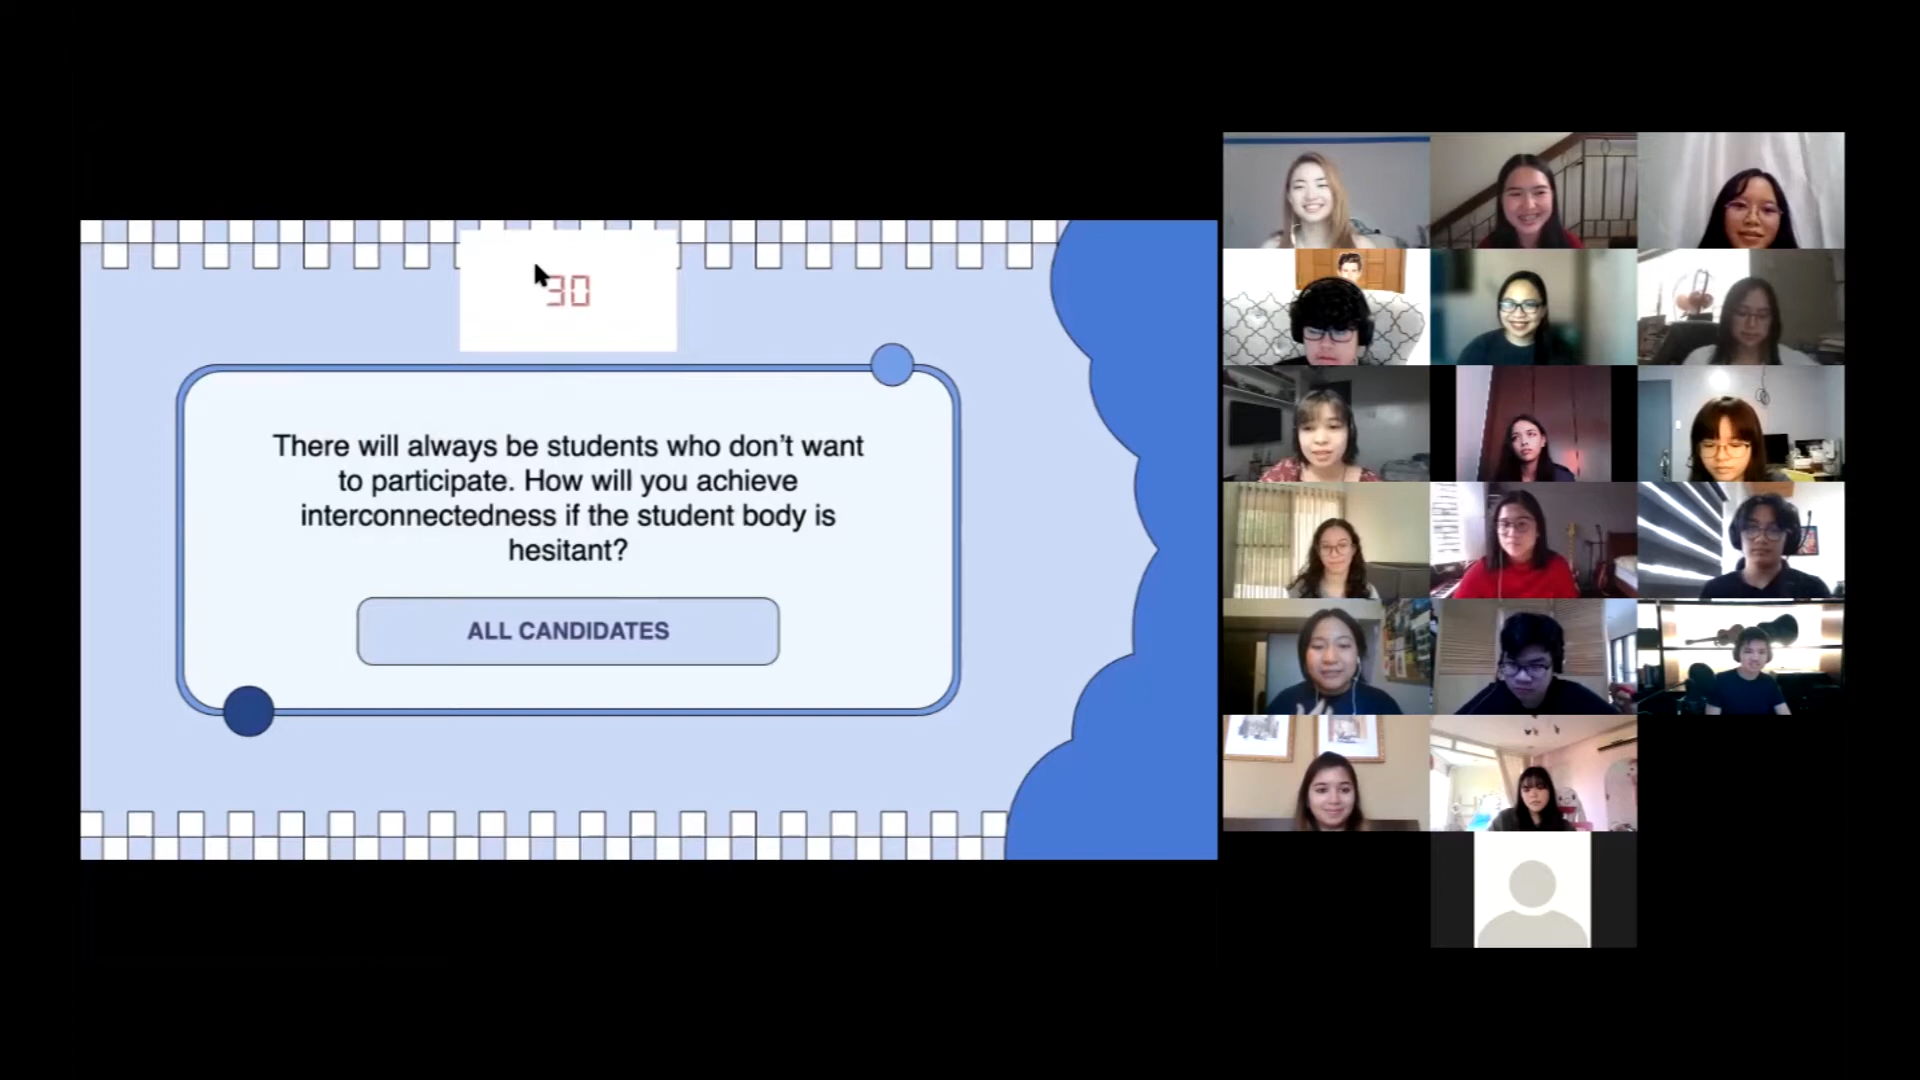 30
There will always be students who don't want
to participate. How will you achieve
interconnectedness if the student body is
hesitant?
ALL CANDIDATES